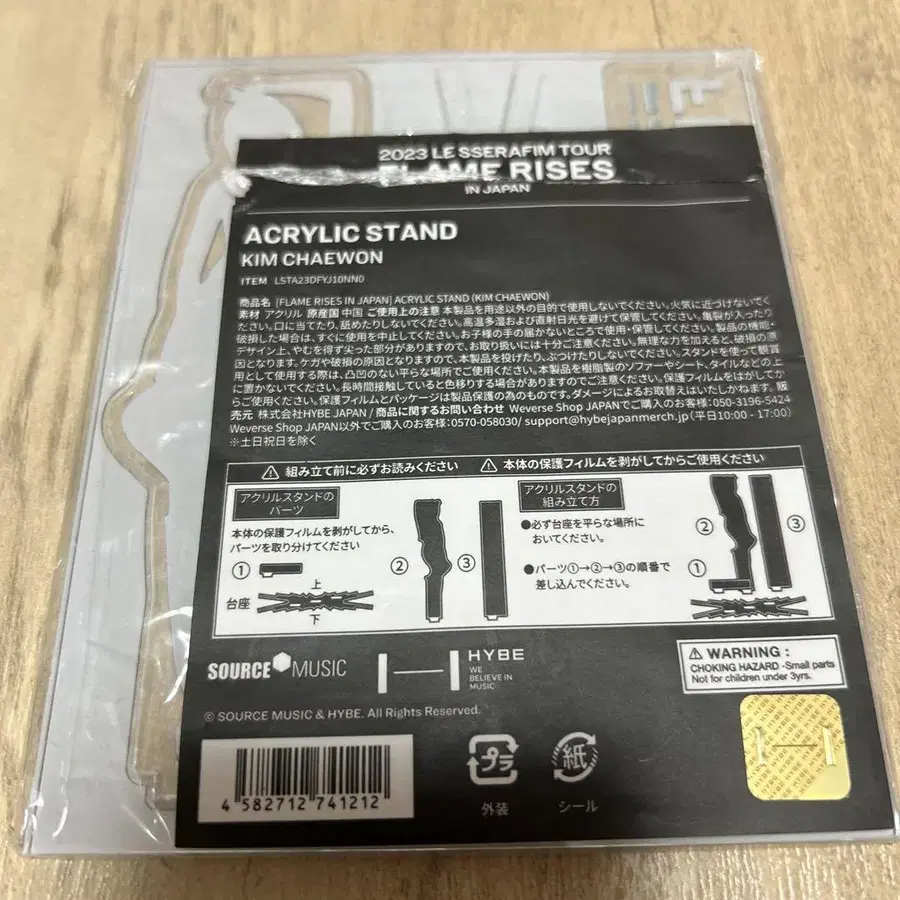 2023 LE SSERAFIM TOUR
FLAME RISES
IN JAPAN
ACRYLIC STAND
KIM CHAEWON
ITEM LSTA23DFYJ10NN0
商品名 [FLAME RISES IN JAPAN] ACRYLIC STAND (KIM CHAEWON)
素材 アクリル 原産国 中国 ご使用上の注意 本製品を用途以外の目的で使用しないでください。火気に近づけないでく
ださい。口に当てたり、舐めたりしないでください。高温多湿および直射日光を避けて保管してください。亀裂が入ったり
破損した場合は、すぐに使用を中止してください。お子様の手の届かないところで使用・保管してください。製品の機能・
デザイン上、やむを得ず尖った部分がありますので、お取り扱いには十分ご注意ください。無理な力を加えると、破損の原
因となります。ケガや破損の原因となりますので、本製品を投げたり、ぶつけたりしないでください。スタンドを使って観賞
用として使用する際は、凸凹のない平らな場所でご使用ください。本製品を樹脂製のソファーやシート、タイルなどの上
に置いて長時間接触していると色移りする場合がありますのでご注意ください。保護フィルムをはがしてか
らご使用ください。保護フィルムとパッケージは製品保護の為のものです。ダメージによるお取替えはいたしかねます。販
売元 株式会社HYBE JAPAN / 商品に関するお問い合わせ Weverse Shop JAPANでご購入のお客様:050-3196-5424
Weverse Shop JAPAN以外でご購入のお客様:0570-058030/ support@hybejapanmerch.jp(平日10:00 - 17:00)
※土日祝日を除く
⚠ 組み立て前に必ずお読みください ⚠ 本体の保護フィルムを剥がしてからご使用ください
アクリルスタンドの
パーツ
本体の保護フィルムを剥がしてから、
パーツを取り分けてください
①
②
③
上
台座
下
アクリルスタンドの
組み立て方
●必ず台座を平らな場所に
おいてください。
●パーツ①→②→③の順番で
差し込んでください。
②
③
①
SOURCE MUSIC
HYBE
WE
BELIEVE IN
MUSIC
⚠ WARNING :
CHOKING HAZARD -Small parts
Not for children under 3yrs.
© SOURCE MUSIC & HYBE. All Rights Reserved.
4 582712 741212
プラ
外装
紙
シール